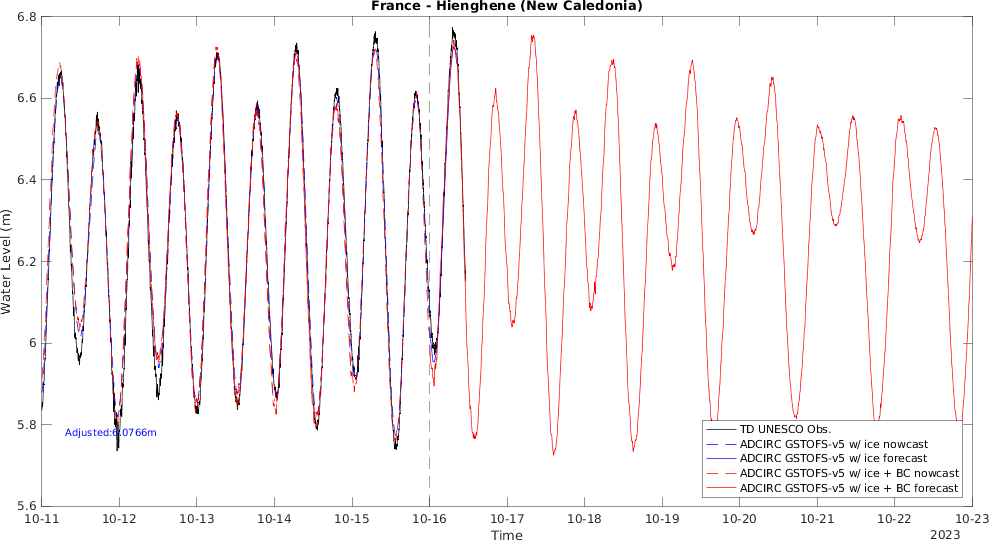 France - Hienghene (New Caledonia)
6.8
6.6
6.4
6.2
6
5.8
5.6
Water Level (m)
Adjusted:6.0766m
TD UNESCO Obs.
ADCIRC GSTOFS-v5 w/ ice nowcast
ADCIRC GSTOFS-v5 w/ ice forecast
ADCIRC GSTOFS-v5 w/ ice + BC nowcast
ADCIRC GSTOFS-v5 w/ ice + BC forecast
10-11 10-12 10-13 10-14 10-15 10-16 10-17 10-18 10-19 10-20 10-21 10-22 10-23
Time
2023